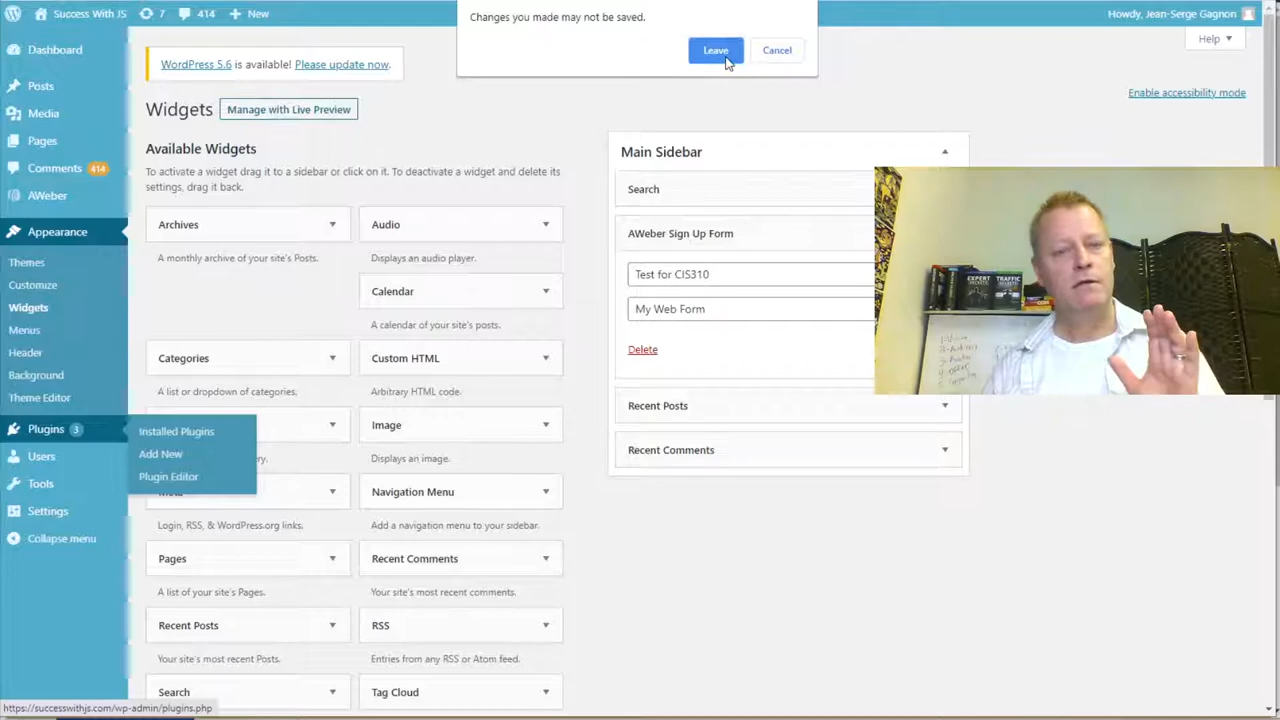 Success With JS
7
414
New
Howdy, Jean-Serge Gagnon
Changes you made may not be saved.
Leave
Cancel
Help
Dashboard
Posts
Media
Pages
Comments 414
AWeber
Appearance
Themes
Customize
Widgets
Menus
Header
Background
Theme Editor
Plugins 3
Installed Plugins
Add New
Plugin Editor
Users
Tools
Settings
Collapse menu
WordPress 5.6 is available! Please update now.
Enable accessibility mode
Widgets
Manage with Live Preview
Available Widgets
To activate a widget drag it to a sidebar or click on it. To deactivate a widget and delete its
settings, drag it back.
Archives
A monthly archive of your site's Posts.
Audio
Displays an audio player.
Calendar
A calendar of your site's posts.
Categories
A list or dropdown of categories.
Custom HTML
Arbitrary HTML code.
Image
Displays an image.
Navigation Menu
Login, RSS, & WordPress.org links.
Add a navigation menu to your sidebar.
Pages
A list of your site's Pages.
Recent Comments
Your site's most recent comments.
Recent Posts
Your site's most recent Posts.
RSS
Entries from any RSS or Atom feed.
Search
Tag Cloud
Main Sidebar
Search
AWeber Sign Up Form
Test for CIS310
My Web Form
Delete
Recent Posts
Recent Comments
EXPERT
SECRETS
TRAFFIC
SECRETS
https://successwithjs.com/wp-admin/plugins.php